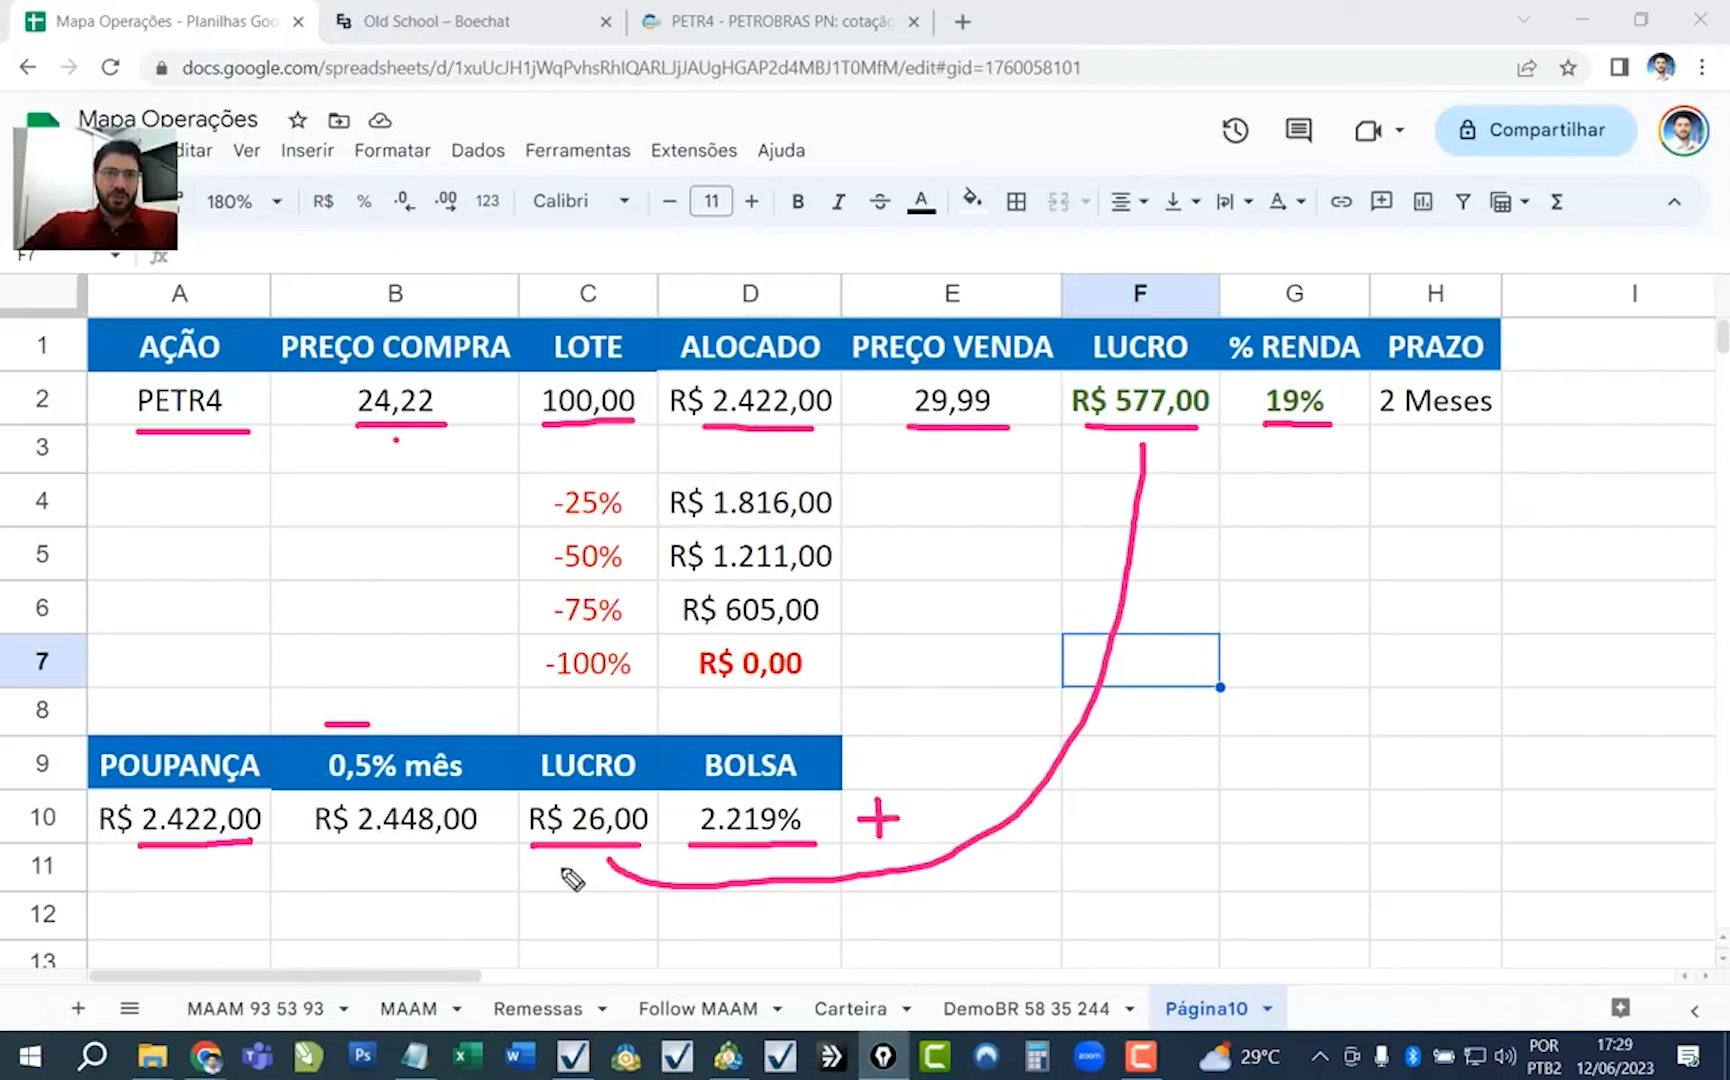 Mapa Operações - Planilhas Goo
Old School – Boechat
PETR4 - PETROBRAS PN: cotação
docs.google.com/spreadsheets/d/1xuUcJH1jWqPvhsRhIQARLJjJAUgHGAP2d4MBJ1T0MfM/edit#gid=1760058101
Mapa Operações
ditar Ver Inserir Formatar Dados Ferramentas Extensões Ajuda
Compartilhar
180% R$ % .0 .00 123 Calibri 11 B I S A
F7 fx
A B C D E F G H I
1 AÇÃO PREÇO COMPRA LOTE ALOCADO PREÇO VENDA LUCRO % RENDA PRAZO
2 PETR4 24,22 100,00 R$ 2.422,00 29,99 R$ 577,00 19% 2 Meses
3
4 -25% R$ 1.816,00
5 -50% R$ 1.211,00
6 -75% R$ 605,00
7 -100% R$ 0,00
8
9 POUPANÇA 0,5% mês LUCRO BOLSA
10 R$ 2.422,00 R$ 2.448,00 R$ 26,00 2.219% +
11
12
13
MAAM 93 53 93 MAAM Remessas Follow MAAM Carteira DemoBR 58 35 244 Página10
29°C POR 17:29
PTB2 12/06/2023